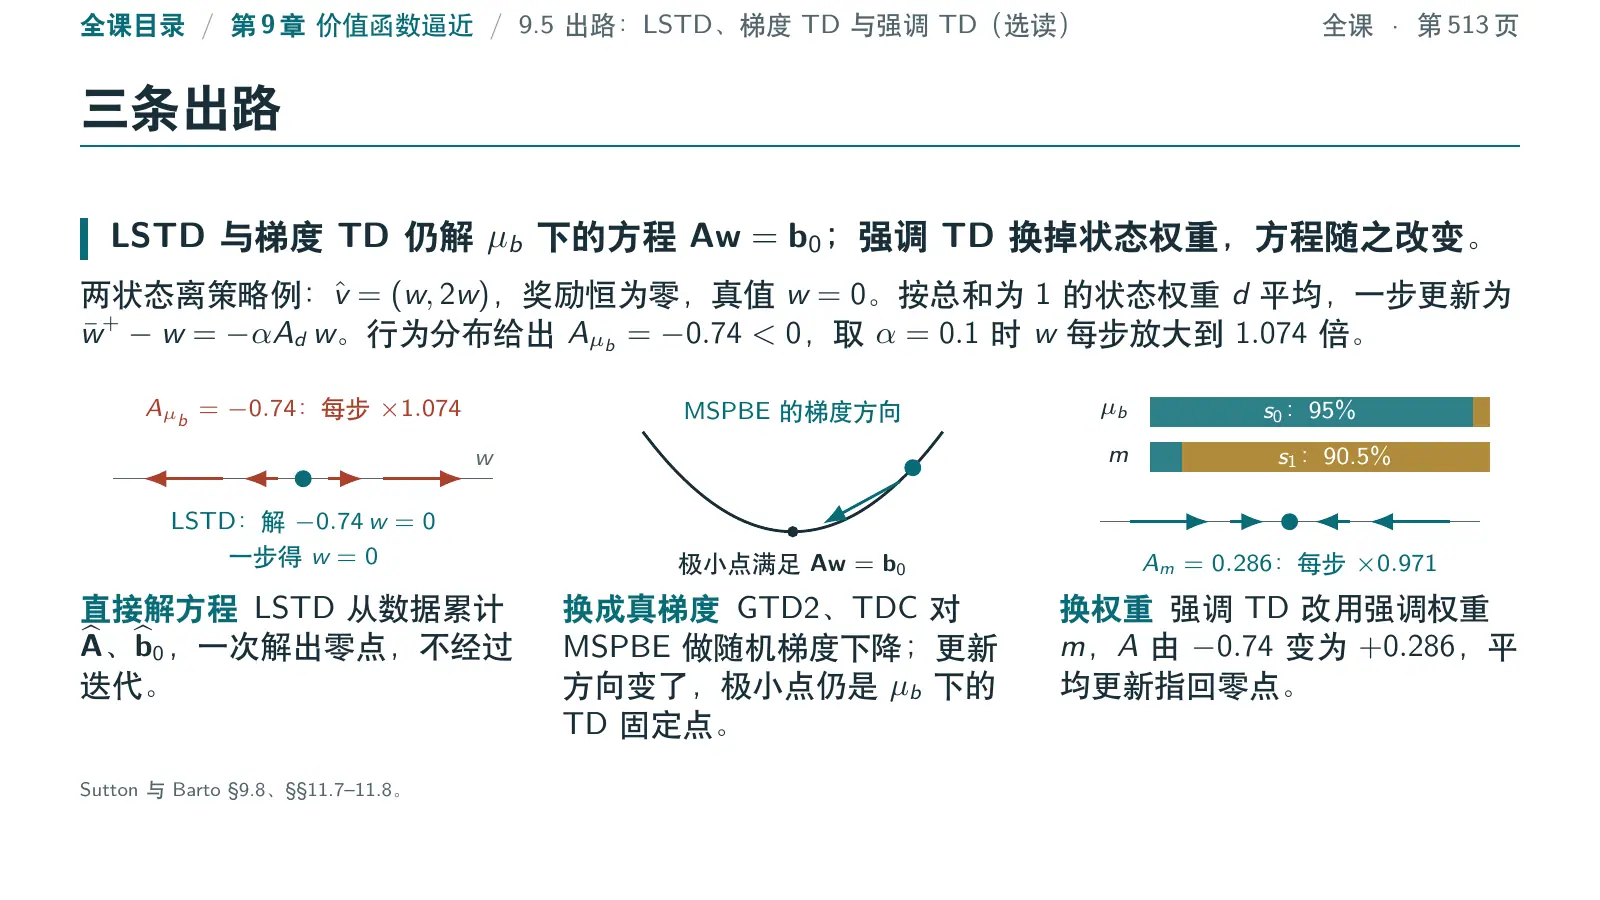 全课目录 / 第 9 章 价值函数逼近 / 9.5 出路：LSTD、梯度 TD 与强调 TD（选读）
全课 · 第 513 页
三条出路
LSTD 与梯度 TD 仍解 μ_b 下的方程 Aw = b₀；强调 TD 换掉状态权重，方程随之改变。
两状态离策略例：v̂ = (w, 2w)，奖励恒为零，真值 w = 0。按总和为 1 的状态权重 d 平均，一步更新为
w̄⁺ − w = −αA_d w。行为分布给出 A_{μ_b} = −0.74 < 0，取 α = 0.1 时 w 每步放大到 1.074 倍。
A_{μ_b} = −0.74：每步 ×1.074
w
LSTD：解 −0.74 w = 0
一步得 w = 0
直接解方程 LSTD 从数据累计
Â、b̂₀，一次解出零点，不经过
迭代。
MSPBE 的梯度方向
极小点满足 Aw = b₀
换成真梯度 GTD2、TDC 对
MSPBE 做随机梯度下降；更新
方向变了，极小点仍是 μ_b 下的
TD 固定点。
μ_b s₀：95%
m s₁：90.5%
A_m = 0.286：每步 ×0.971
换权重 强调 TD 改用强调权重
m，A 由 −0.74 变为 +0.286，平
均更新指回零点。
Sutton 与 Barto §9.8、§§11.7–11.8。